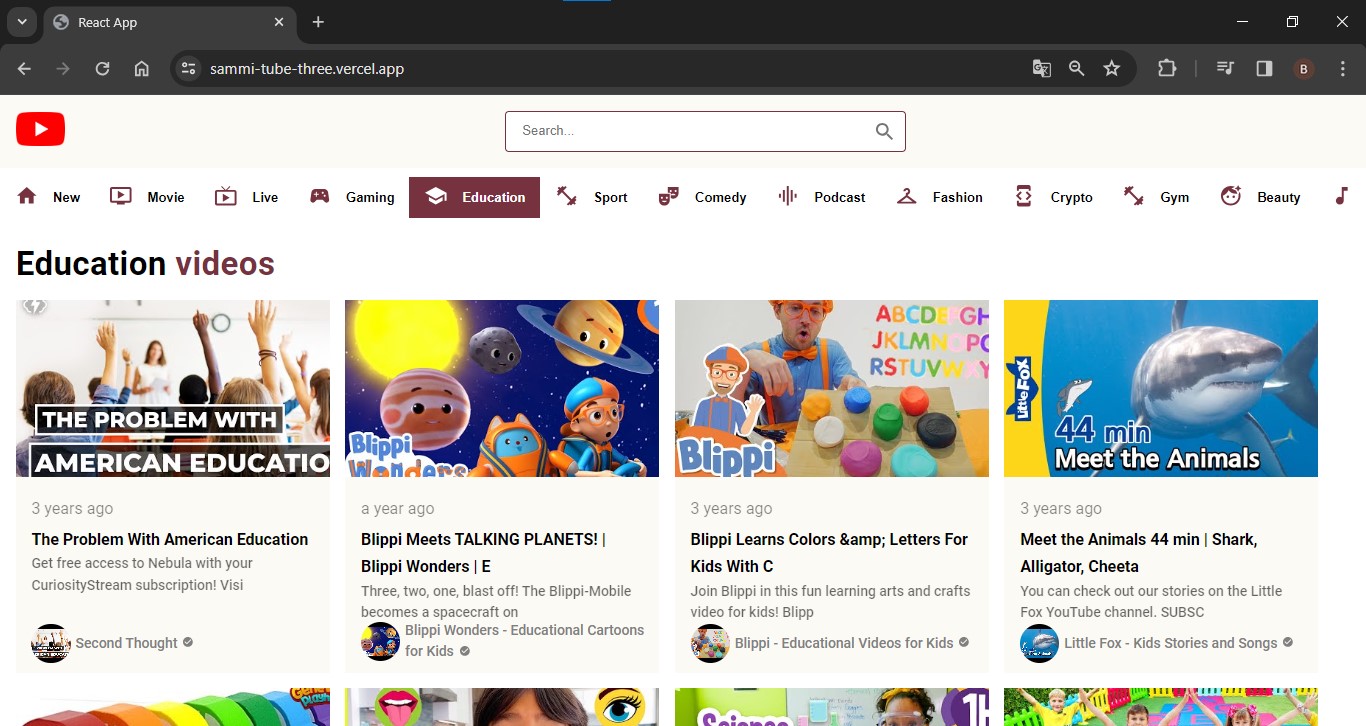 React App
sammi-tube-three.vercel.app
B
Search...
New
Movie
Live
Gaming
Education
Sport
Comedy
Podcast
Fashion
Crypto
Gym
Beauty
Education videos
THE PROBLEM WITH
AMERICAN EDUCATIO
Blippi
Wonders
ABCDEFGH
JKLMNOPQ
RSTUVWXY
Blippi
Little Fox
44 min
Meet the Animals
3 years ago
The Problem With American Education
Get free access to Nebula with your
CuriosityStream subscription! Visi
Second Thought
a year ago
Blippi Meets TALKING PLANETS! |
Blippi Wonders | E
Three, two, one, blast off! The Blippi-Mobile
becomes a spacecraft on
Blippi Wonders - Educational Cartoons
for Kids
3 years ago
Blippi Learns Colors &amp; Letters For
Kids With C
Join Blippi in this fun learning arts and crafts
video for kids! Blipp
Blippi - Educational Videos for Kids
3 years ago
Meet the Animals 44 min | Shark,
Alligator, Cheeta
You can check out our stories on the Little
Fox YouTube channel. SUBSC
Little Fox - Kids Stories and Songs
Science
1H